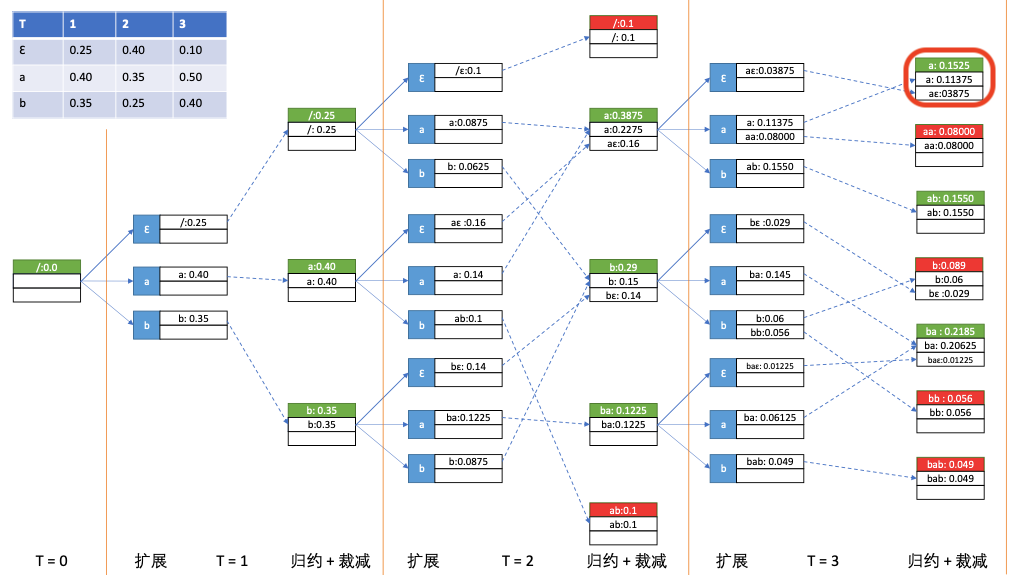 T 1 2 3
Ɛ 0.25 0.40 0.10
a 0.40 0.35 0.50
b 0.35 0.25 0.40
/:0.0
Ɛ /:0.25
a a: 0.40
b b: 0.35
/:0.25
/: 0.25
a:0.40
a: 0.40
b: 0.35
b:0.35
Ɛ /ε:0.1
a a:0.0875
b b: 0.0625
Ɛ aε :0.16
a a: 0.14
b ab:0.1
Ɛ bε: 0.14
a ba:0.1225
b b:0.0875
/:0.1
/: 0.1
a:0.3875
a:0.2275
aε:0.16
b:0.29
b: 0.15
bε: 0.14
ba: 0.1225
ba:0.1225
ab:0.1
ab:0.1
Ɛ aε:0.03875
a a: 0.11375
aa:0.08000
b ab: 0.1550
Ɛ bε :0.029
a ba: 0.145
b b:0.06
bb:0.056
Ɛ baε: 0.01225
a ba: 0.06125
b bab: 0.049
a: 0.1525
a: 0.11375
aε:03875
aa: 0.08000
aa:0.08000
ab: 0.1550
ab: 0.1550
b:0.089
b:0.06
bε :0.029
ba : 0.2185
ba: 0.20625
baε:0.01225
bb : 0.056
bb: 0.056
bab: 0.049
bab: 0.049
T = 0 扩展 T = 1 归约 + 裁减 扩展 T = 2 归约 + 裁减 扩展 T = 3 归约 + 裁减